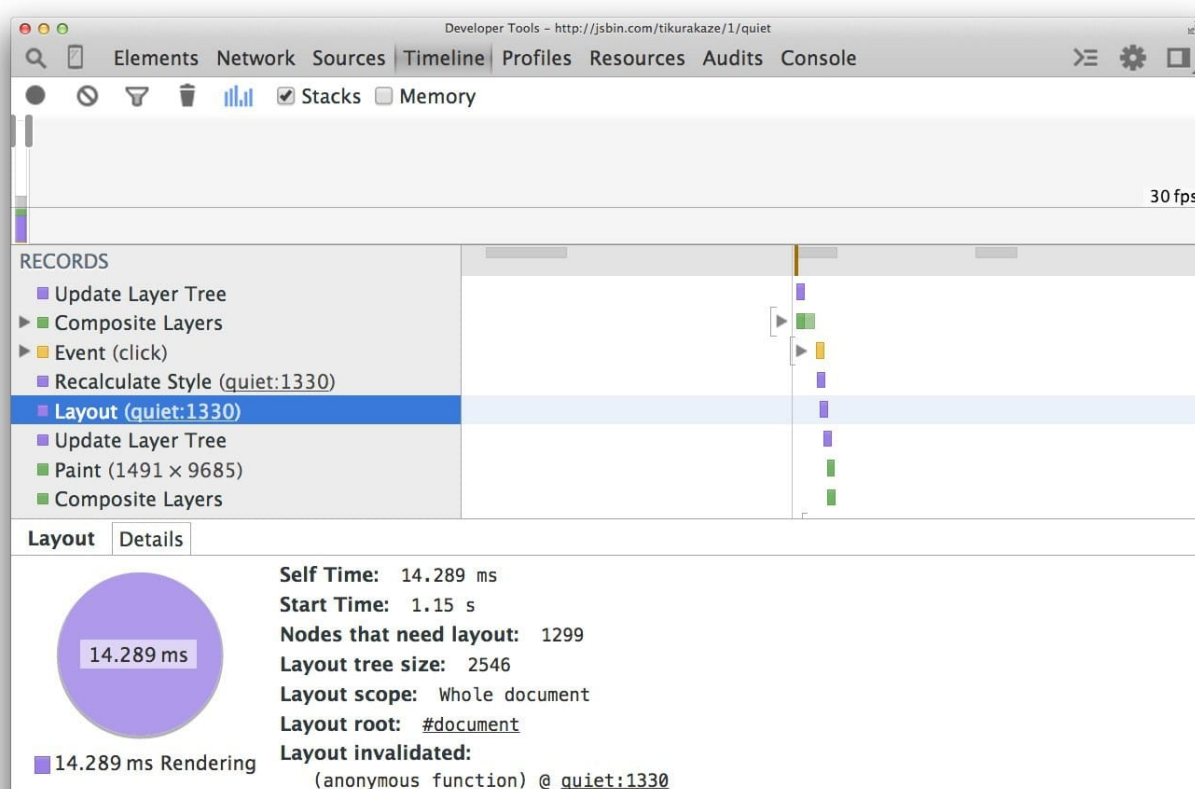 Developer Tools - http://jsbin.com/tikurakaze/1/quiet
Elements Network Sources Timeline Profiles Resources Audits Console
Stacks Memory
30 fps
RECORDS
Update Layer Tree
Composite Layers
Event (click)
Recalculate Style (quiet:1330)
Layout (quiet:1330)
Update Layer Tree
Paint (1491 × 9685)
Composite Layers
Layout Details
Self Time: 14.289 ms
Start Time: 1.15 s
Nodes that need layout: 1299
14.289 ms
Layout tree size: 2546
Layout scope: Whole document
Layout root: #document
Layout invalidated:
14.289 ms Rendering
(anonymous function) @ quiet:1330